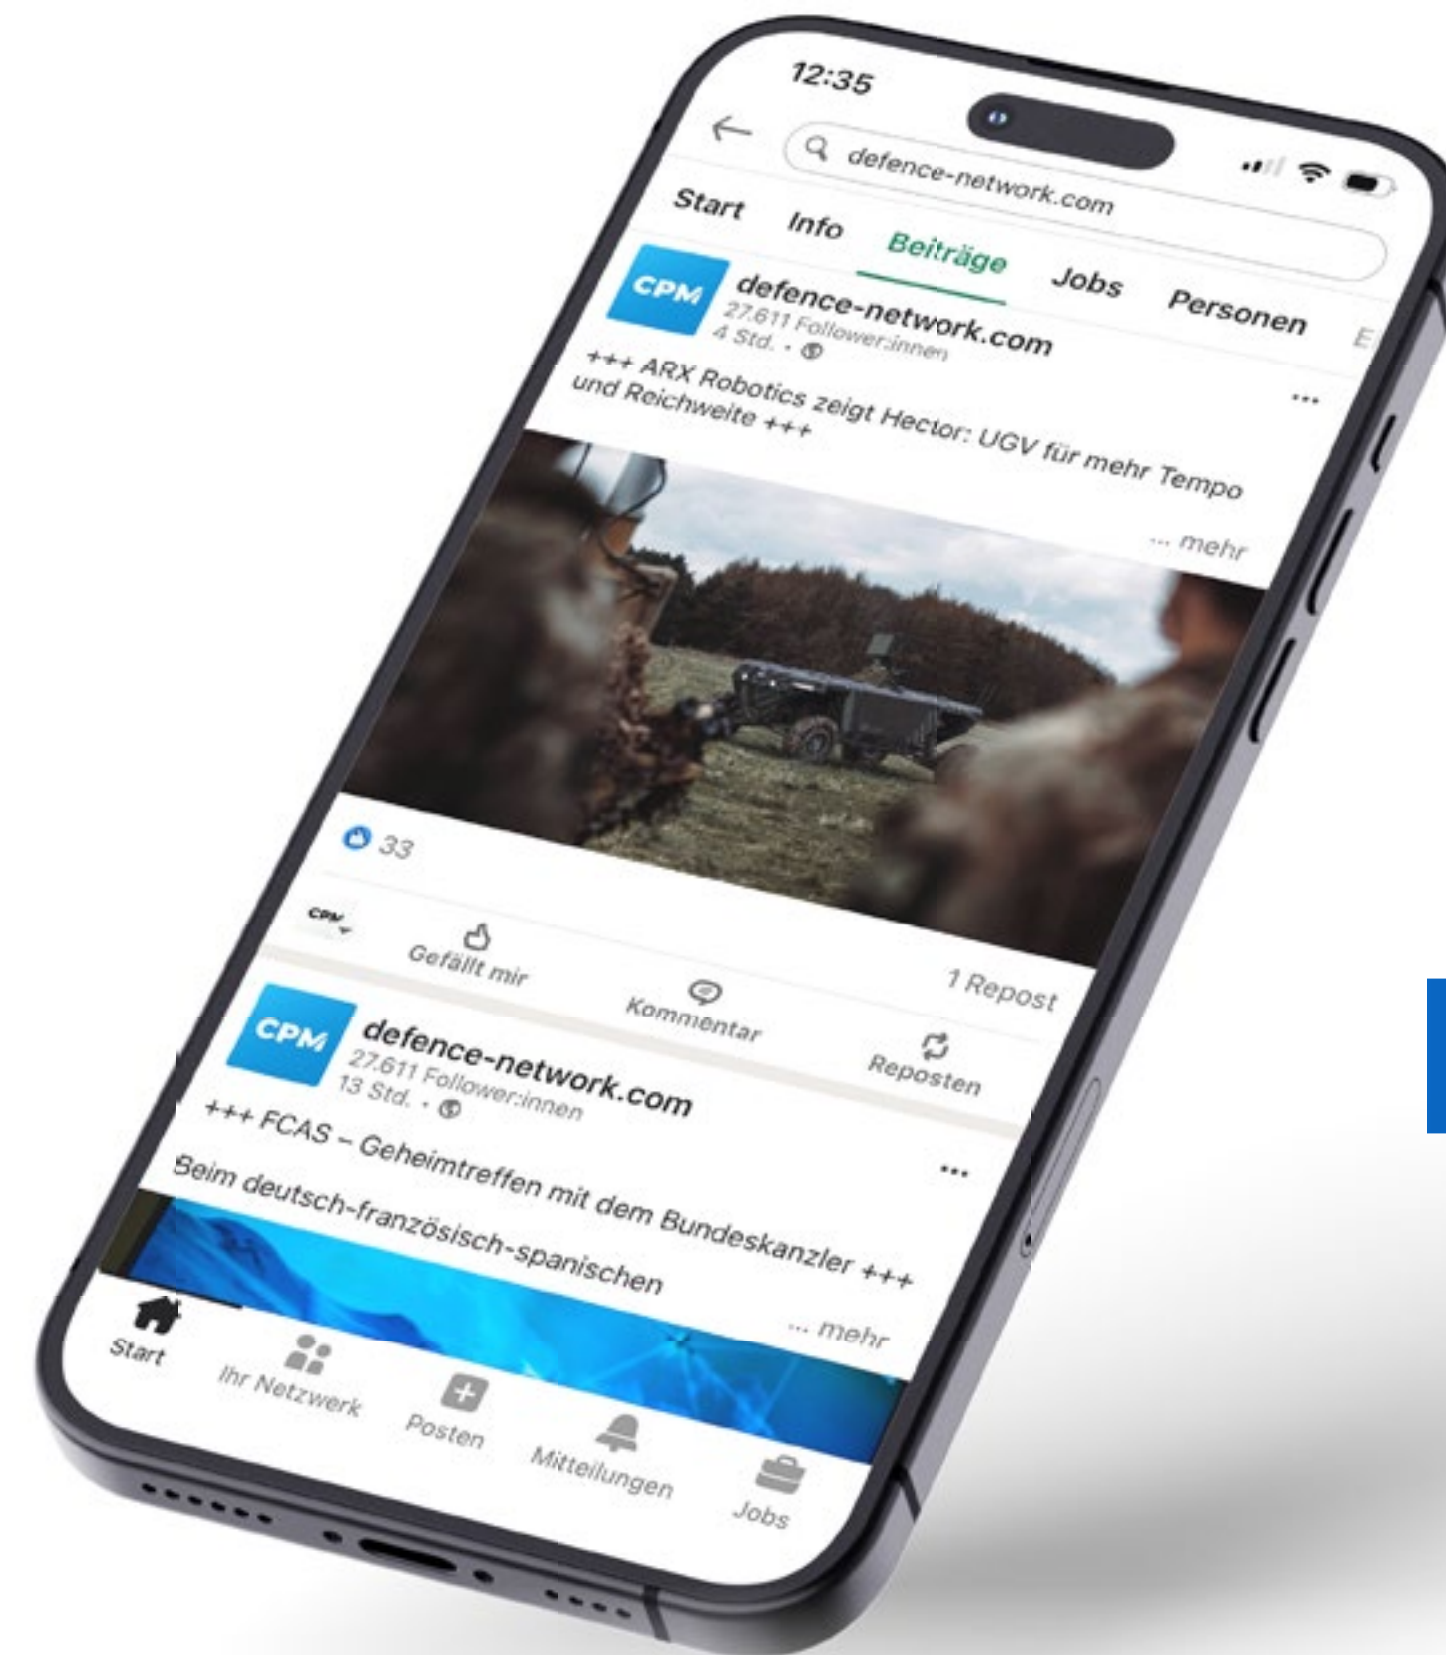 12:35
defence-network.com
Start Info Beiträge Jobs Personen E
CPM
defence-network.com
27.611 Follower:innen
4 Std. •
...
+++ ARX Robotics zeigt Hector: UGV für mehr Tempo
und Reichweite +++
... mehr
33
1 Repost
CPM
Gefällt mir
Kommentar
Reposten
CPM
defence-network.com
27.611 Follower:innen
13 Std. •
...
+++ FCAS – Geheimtreffen mit dem Bundeskanzler +++
Beim deutsch-französisch-spanischen
... mehr
Start
Ihr Netzwerk
Posten
Mitteilungen
Jobs